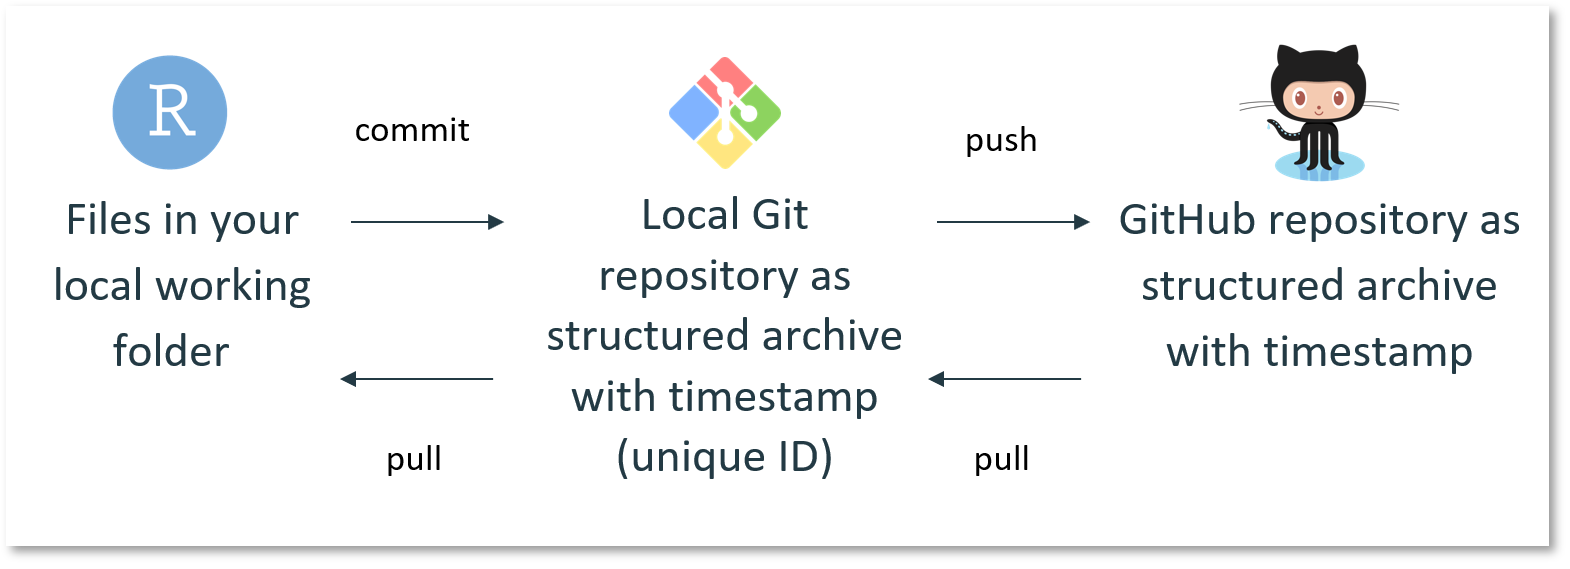 R
Files in your
local working
folder
commit
pull
Local Git
repository as
structured archive
with timestamp
(unique ID)
push
pull
GitHub repository as
structured archive
with timestamp